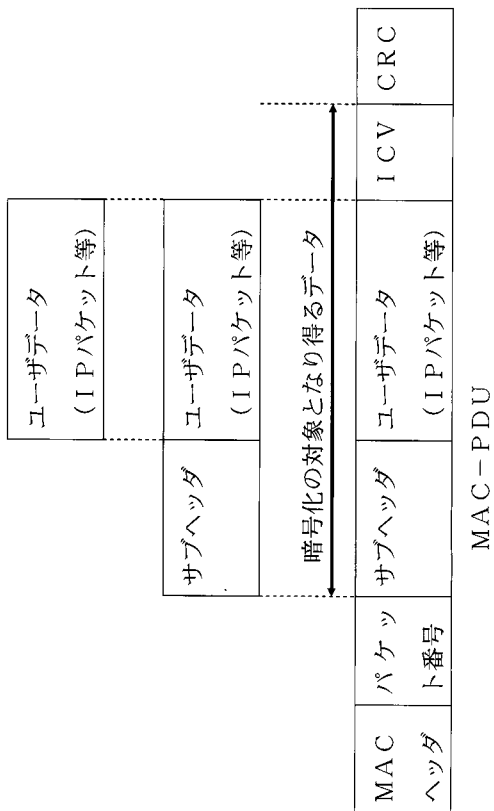 ユーザデータ
(IPパケット等)
サブヘッダ
ユーザデータ
(IPパケット等)
暗号化の対象となり得るデータ
MAC
ヘッダ
パケッ
ト番号
サブヘッダ
ユーザデータ
(IPパケット等)
ICV
CRC
MAC-PDU